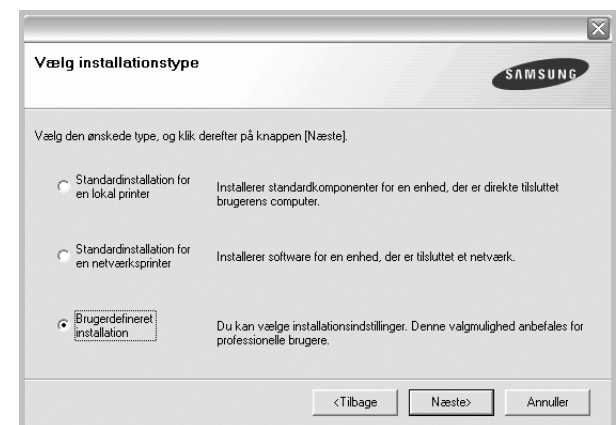 Vælg installationstype
SAMSUNG
Vælg den ønskede type, og klik derefter på knappen [Næste].
Standardinstallation for
en lokal printer
Installerer standardkomponenter for en enhed, der er direkte tilsluttet
brugerens computer.
Standardinstallation for
en netværksprinter
Installerer software for en enhed, der er tilsluttet et netværk.
Brugerdefineret
installation
Du kan vælge installationsindstillinger. Denne valgmulighed anbefales for
professionelle brugere.
<Tilbage
Næste>
Annuller